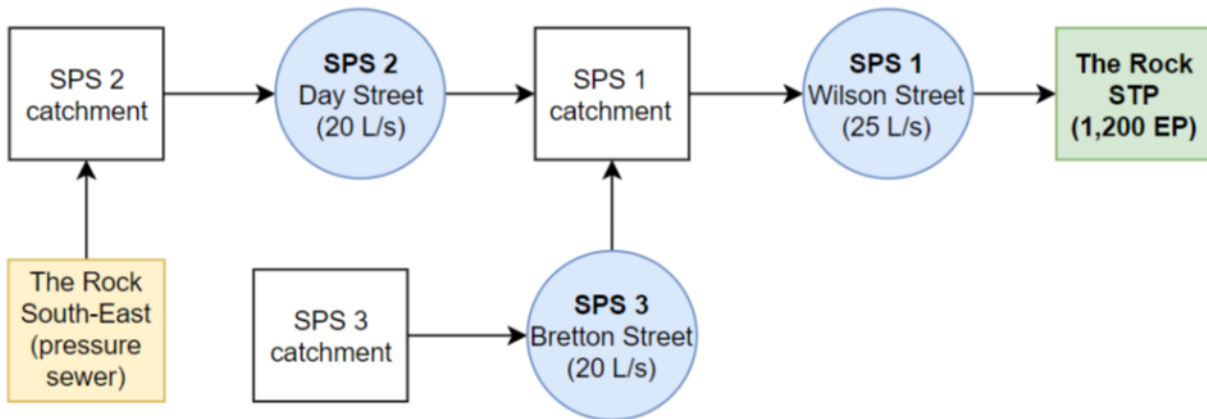 SPS 2
catchment
SPS 2
Day Street
(20 L/s)
SPS 1
catchment
SPS 1
Wilson Street
(25 L/s)
The Rock
STP
(1,200 EP)
The Rock
South-East
(pressure
sewer)
SPS 3
catchment
SPS 3
Bretton Street
(20 L/s)